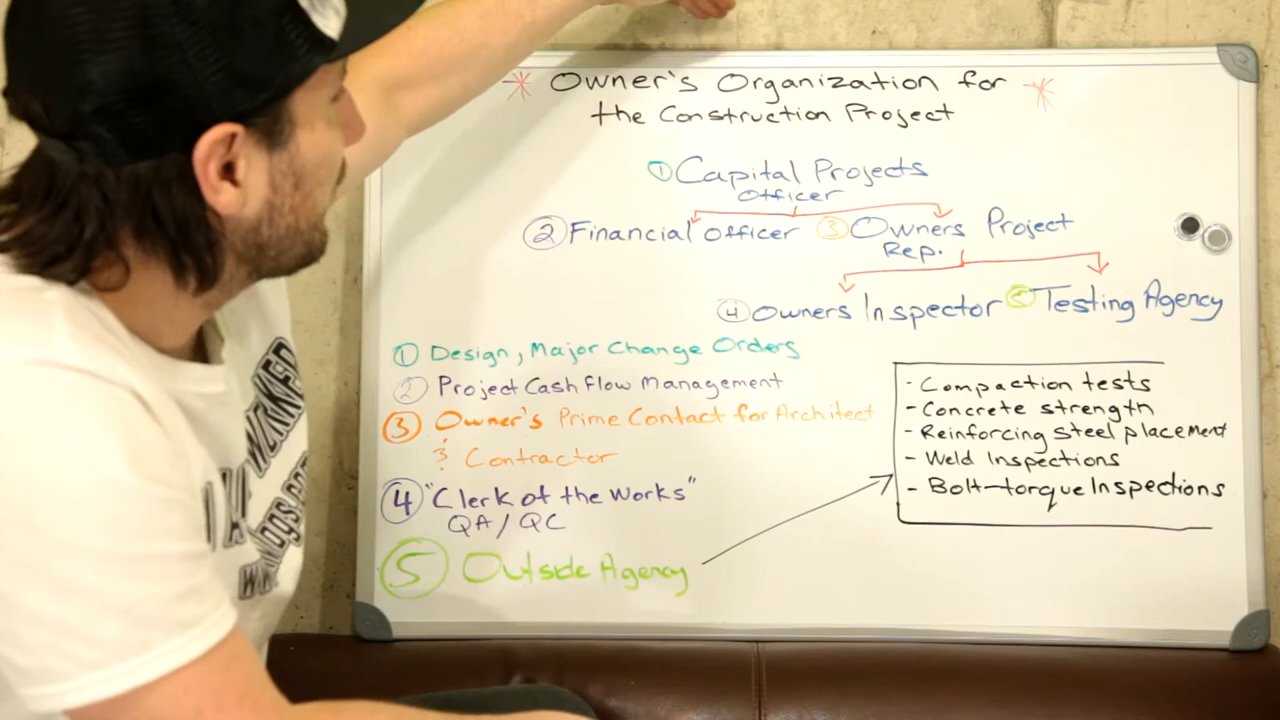 * Owner's Organization for *
the Construction Project
① Capital Projects
Officer
② Financial Officer ③ Owners Project
Rep.
④ Owners Inspector ⑤ Testing Agency
① Design, Major Change Orders
② Project Cash flow Management
③ Owner's Prime Contact for Architect
& Contractor
④ "Clerk of the Works"
QA / QC
⑤ Outside Agency
- Compaction tests
- Concrete strength
- Reinforcing steel placement
- Weld Inspections
- Bolt-torque Inspections